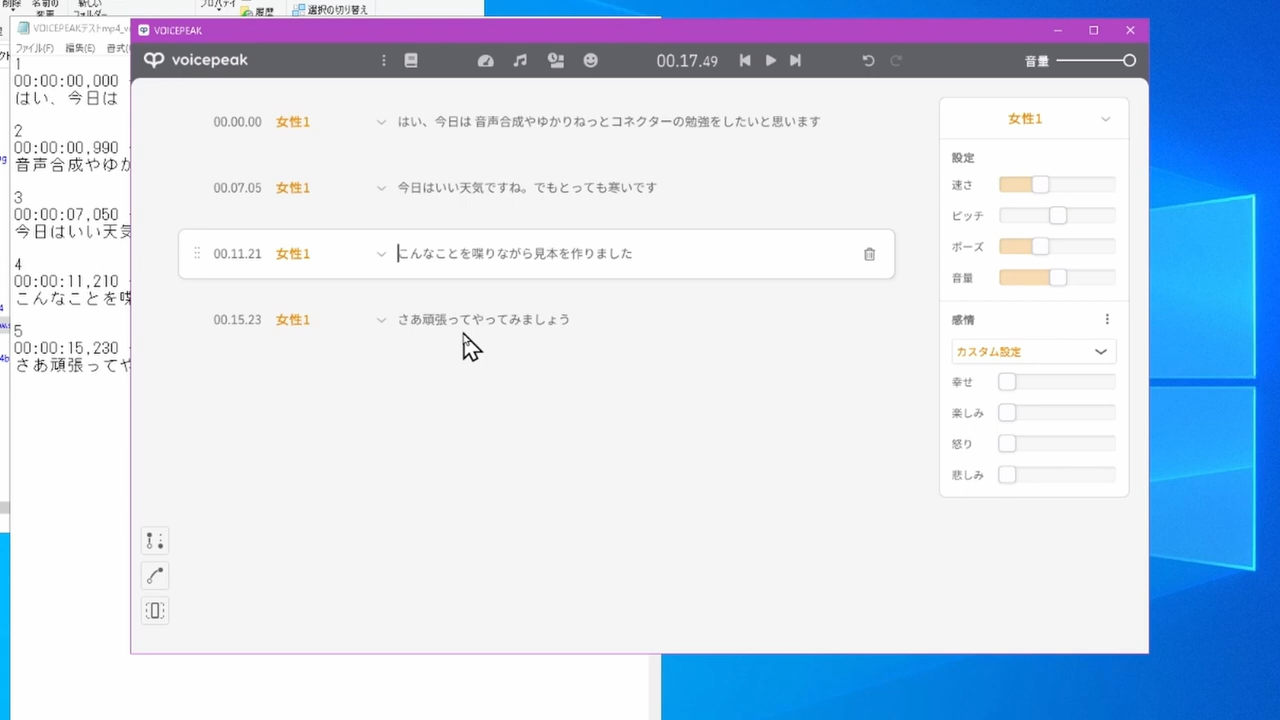 削除 名前の 新しい プロパティ
変更 フォルダー 履歴 選択の切り替え
VOICEPEAKテストmp4_v
ファイル(F) 編集(E) 書式(
1
00:00:00,000
はい、今日は
2
00:00:00,990
音声合成やゆか
3
00:00:07,050
今日はいい天気
4
00:00:11,210
こんなことを喋
5
00:00:15,230
さあ頑張ってや
VOICEPEAK
voicepeak
00.17.49
音量
00.00.00 女性1 はい、今日は 音声合成やゆかりねっとコネクターの勉強をしたいと思います
00.07.05 女性1 今日はいい天気ですね。でもとっても寒いです
00.11.21 女性1 こんなことを喋りながら見本を作りました
00.15.23 女性1 さあ頑張ってやってみましょう
女性1
設定
速さ
ピッチ
ポーズ
音量
感情
カスタム設定
幸せ
楽しみ
怒り
悲しみ